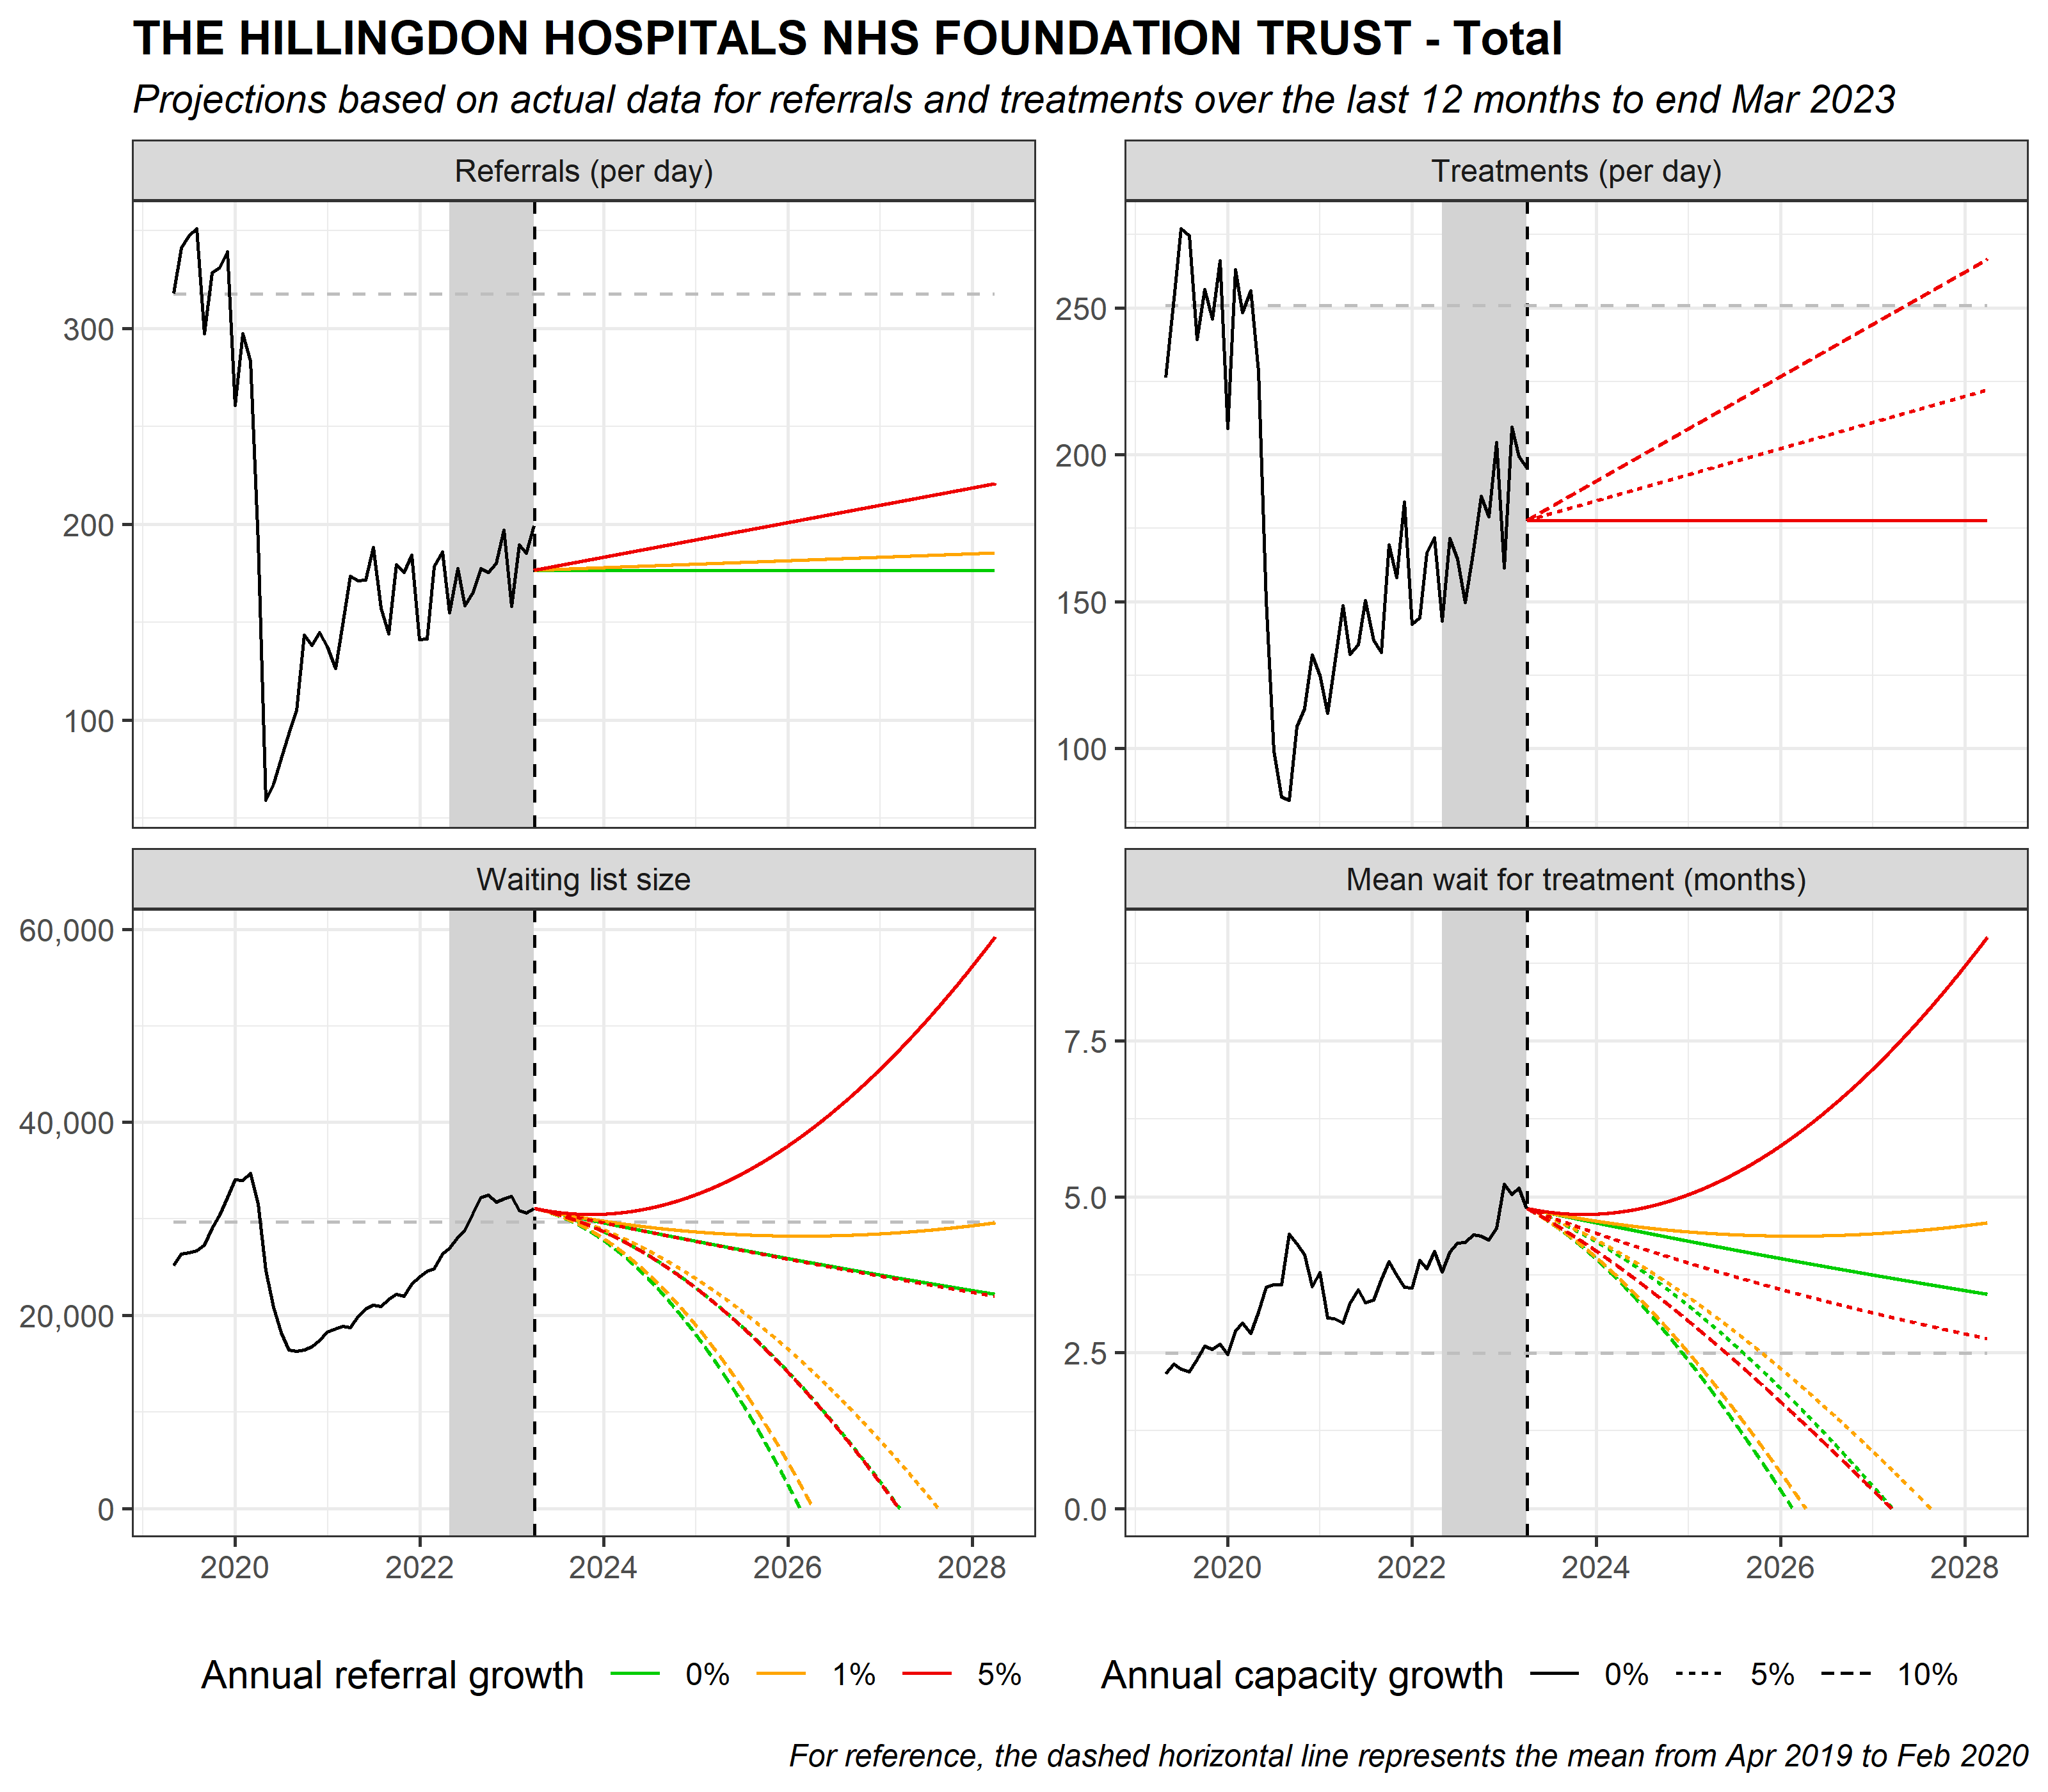 THE HILLINGDON HOSPITALS NHS FOUNDATION TRUST - Total
Projections based on actual data for referrals and treatments over the last 12 months to end Mar 2023
Referrals (per day)
300
200
100
Treatments (per day)
250
200
150
100
Waiting list size
60,000
40,000
20,000
0
2020 2022 2024 2026 2028
Mean wait for treatment (months)
7.5
5.0
2.5
0.0
2020 2022 2024 2026 2028
Annual referral growth 0% 1% 5%
Annual capacity growth 0% 5% 10%
For reference, the dashed horizontal line represents the mean from Apr 2019 to Feb 2020